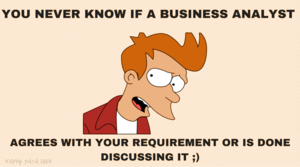 YOU NEVER KNOW IF A BUSINESS ANALYST
AGREES WITH YOUR REQUIREMENT OR IS DONE
DISCUSSING IT ;)